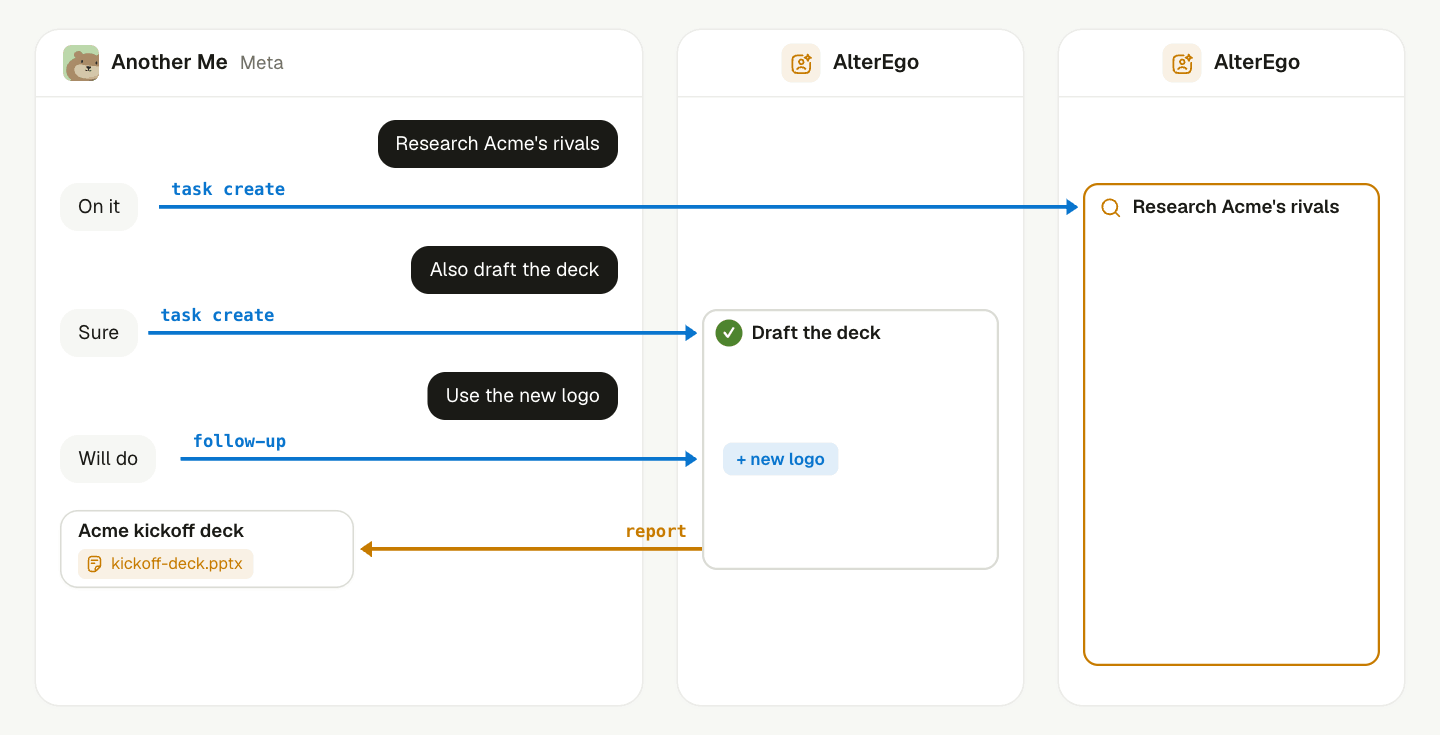 Another Me Meta
AlterEgo
AlterEgo
Research Acme's rivals
task create
On it
Research Acme's rivals
Also draft the deck
task create
Sure
Draft the deck
Use the new logo
follow-up
Will do
+ new logo
Acme kickoff deck
report
kickoff-deck.pptx